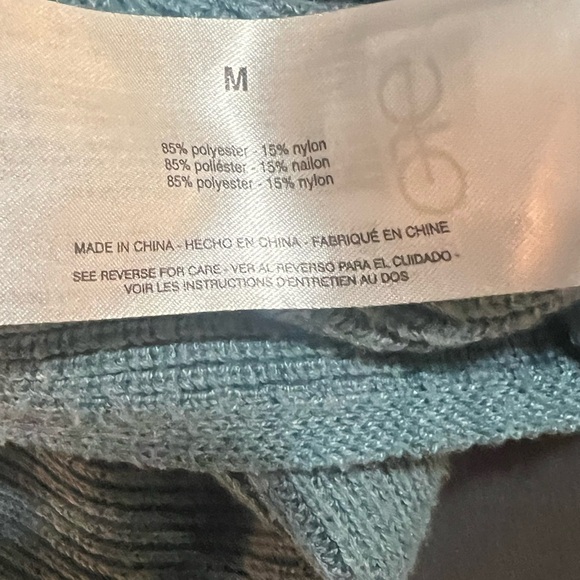 M
85% polyester - 15% nylon
85% poliéster - 15% nailon
85% polyester - 15% nylon
MADE IN CHINA - HECHO EN CHINA - FABRIQUÉ EN CHINE
SEE REVERSE FOR CARE - VER AL REVERSO PARA EL CUIDADO -
VOIR LES INSTRUCTIONS D'ENTRETIEN AU DOS